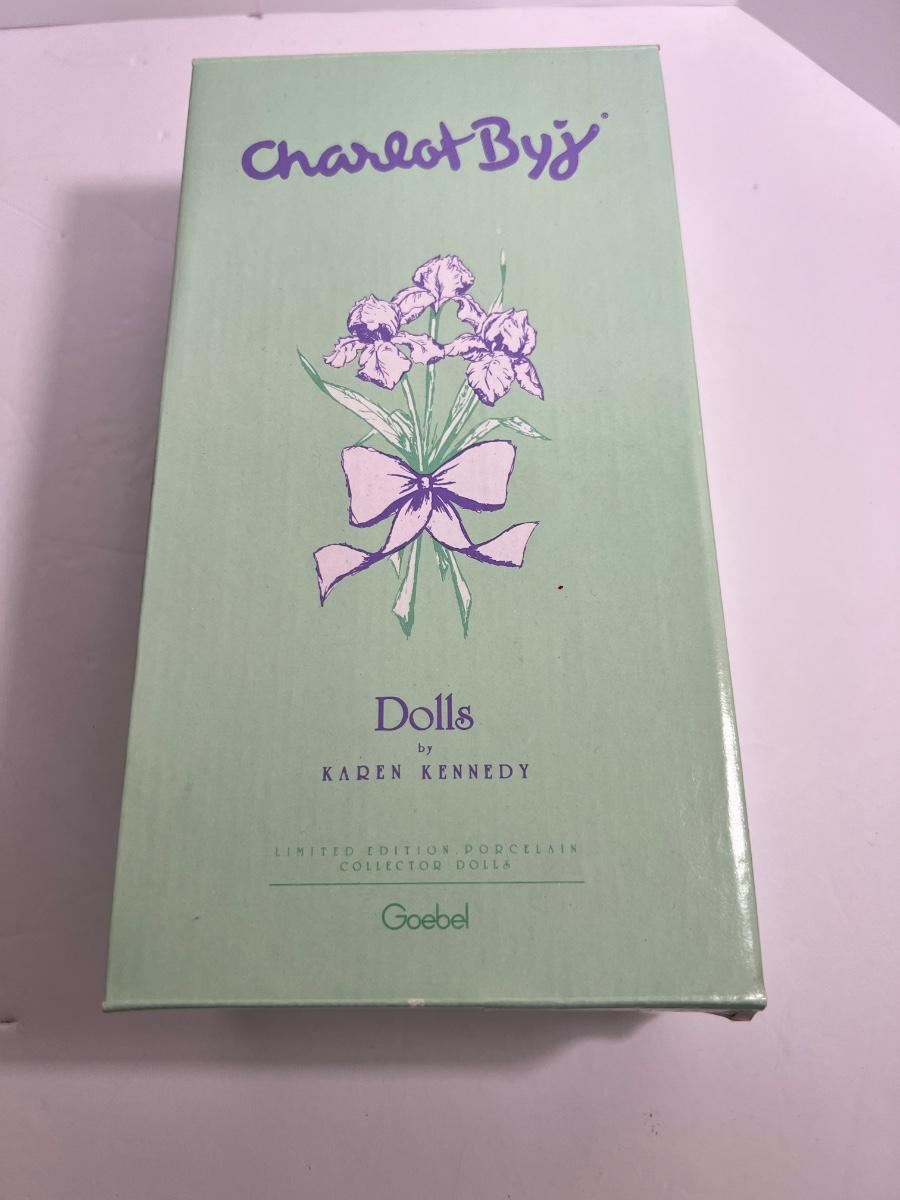 Charlot Byj®
Dolls
by
KAREN KENNEDY
LIMITED EDITION PORCELAIN
COLLECTOR DOLLS
Goebel